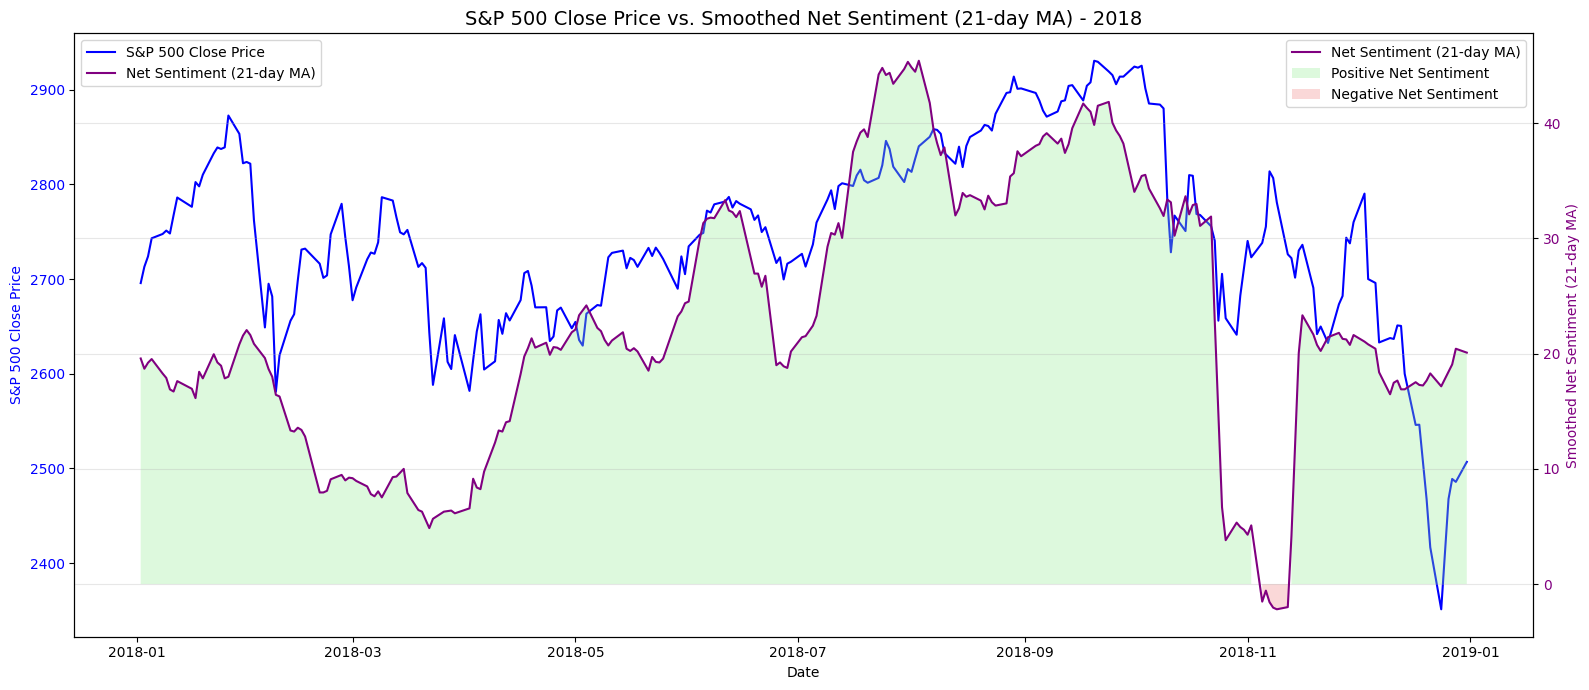 S&P 500 Close Price vs. Smoothed Net Sentiment (21-day MA) - 2018
S&P 500 Close Price
Net Sentiment (21-day MA)
Net Sentiment (21-day MA)
Positive Net Sentiment
Negative Net Sentiment
S&P 500 Close Price
2900
2800
2700
2600
2500
2400
40
30
20
10
0
Smoothed Net Sentiment (21-day MA)
2018-01
2018-03
2018-05
2018-07
2018-09
2018-11
2019-01
Date